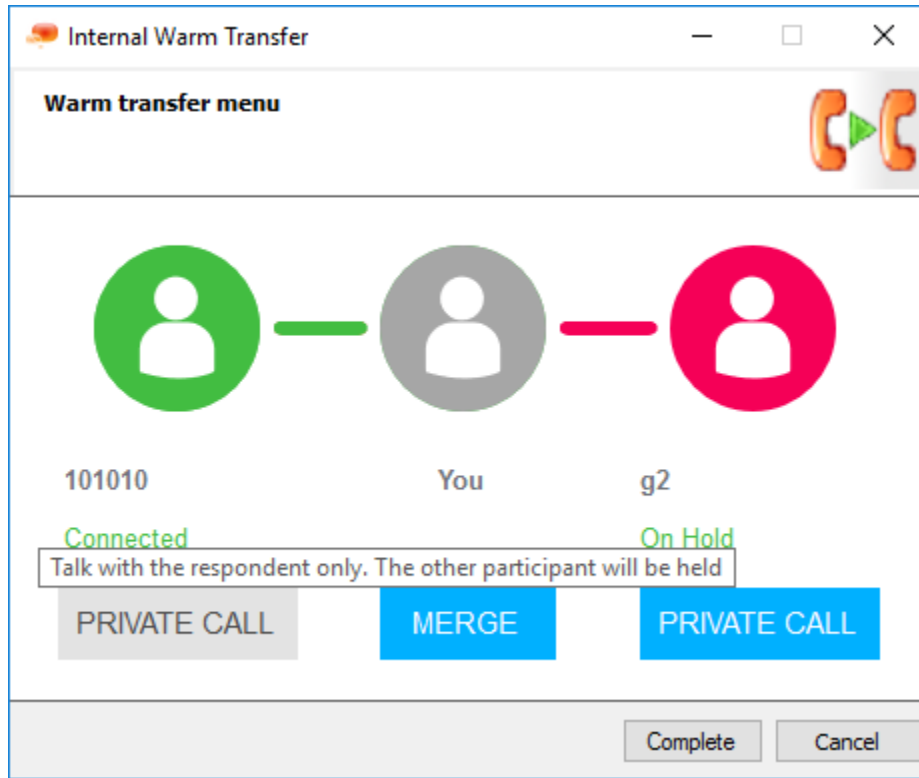 Internal Warm Transfer
Warm transfer menu
101010 You g2
Connected On Hold
Talk with the respondent only. The other participant will be held
PRIVATE CALL MERGE PRIVATE CALL
Complete Cancel